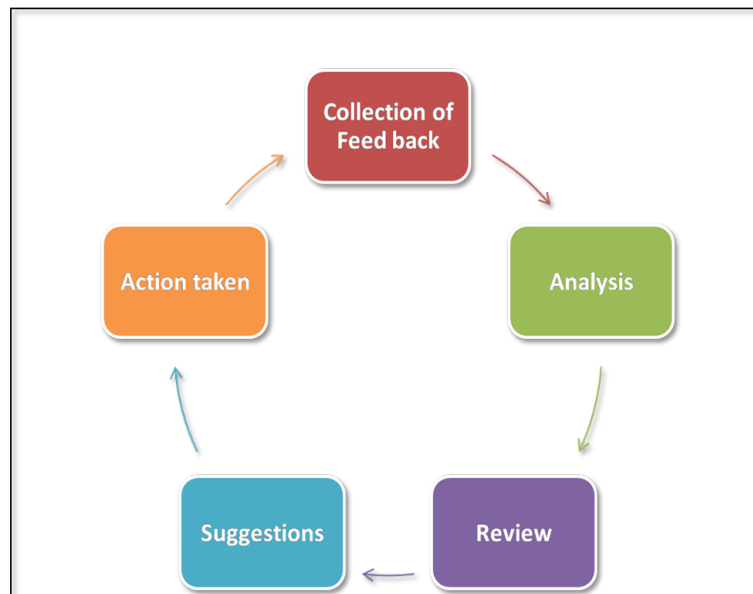 Collection of
Feed back
Analysis
Review
Suggestions
Action taken